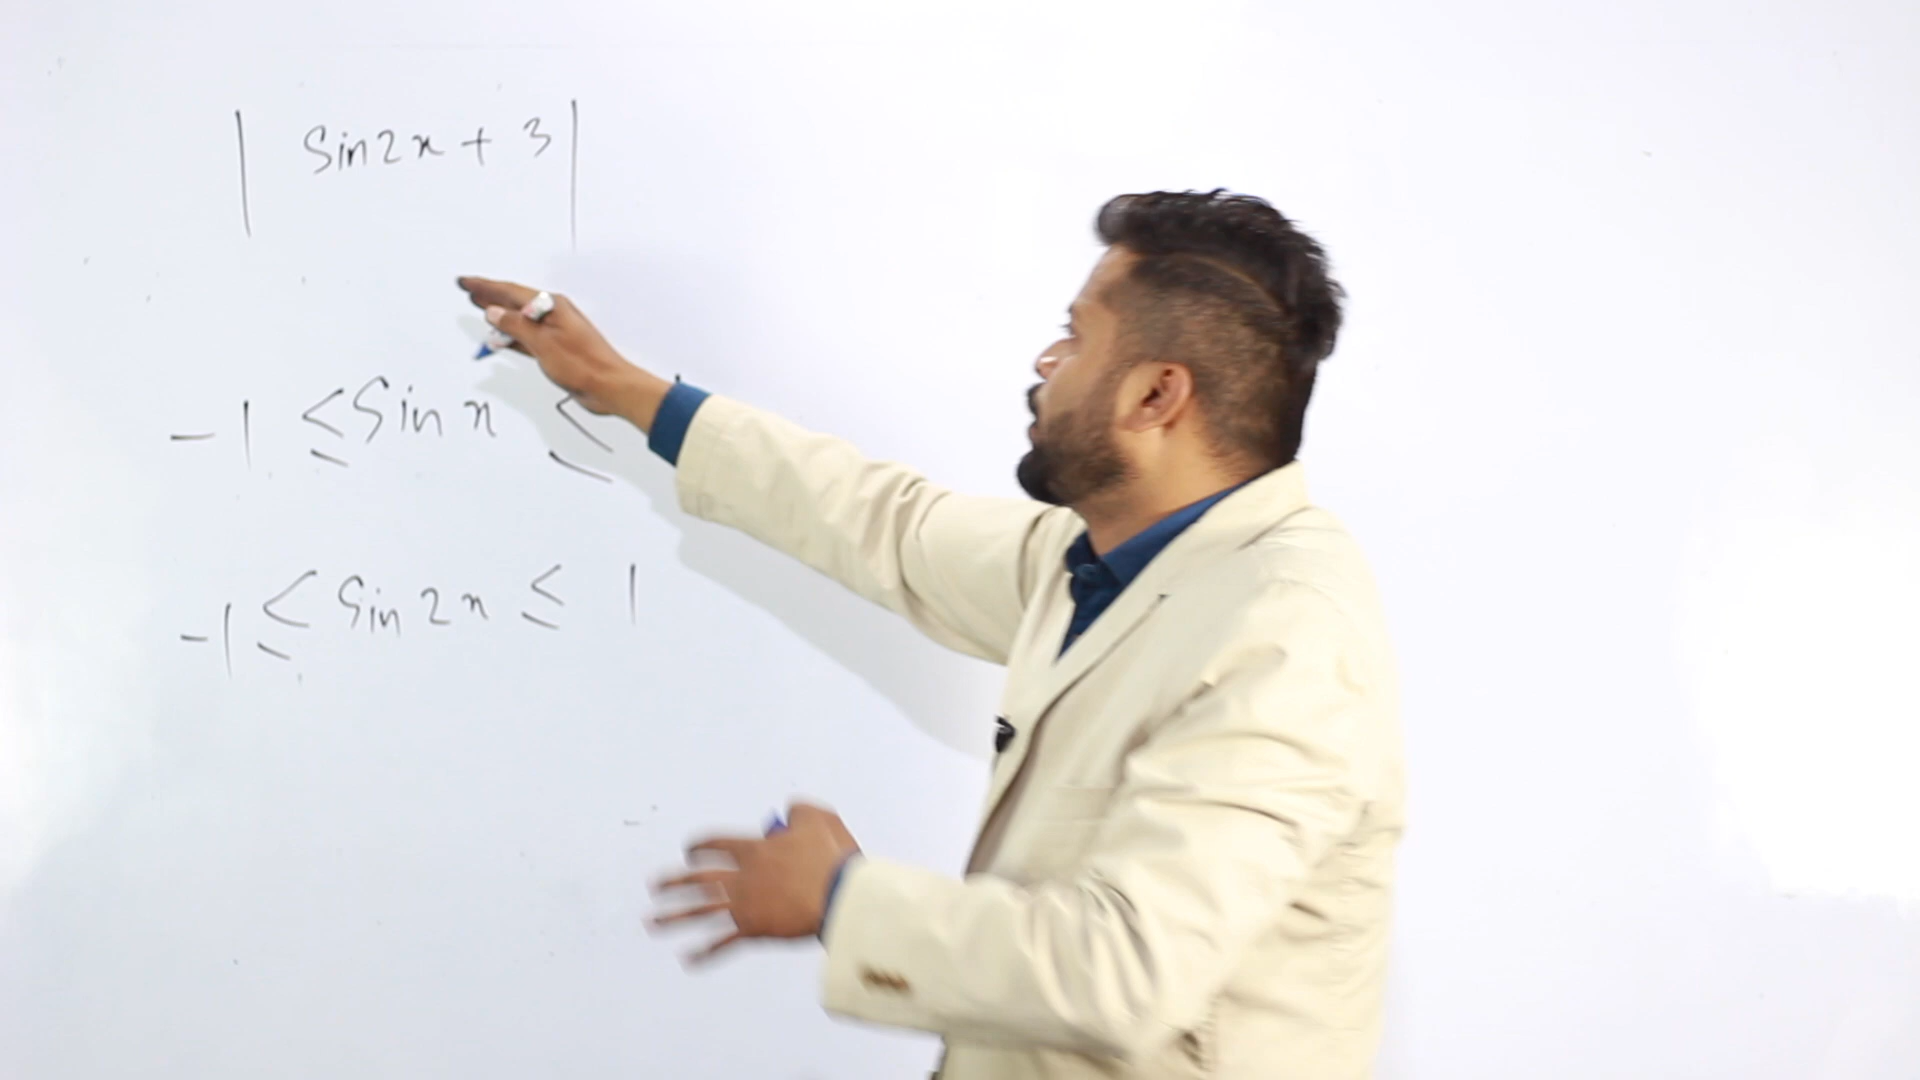 | Sin2x + 3 |
-1 ≤ Sin x ≤
-1 ≤ Sin 2x ≤ 1